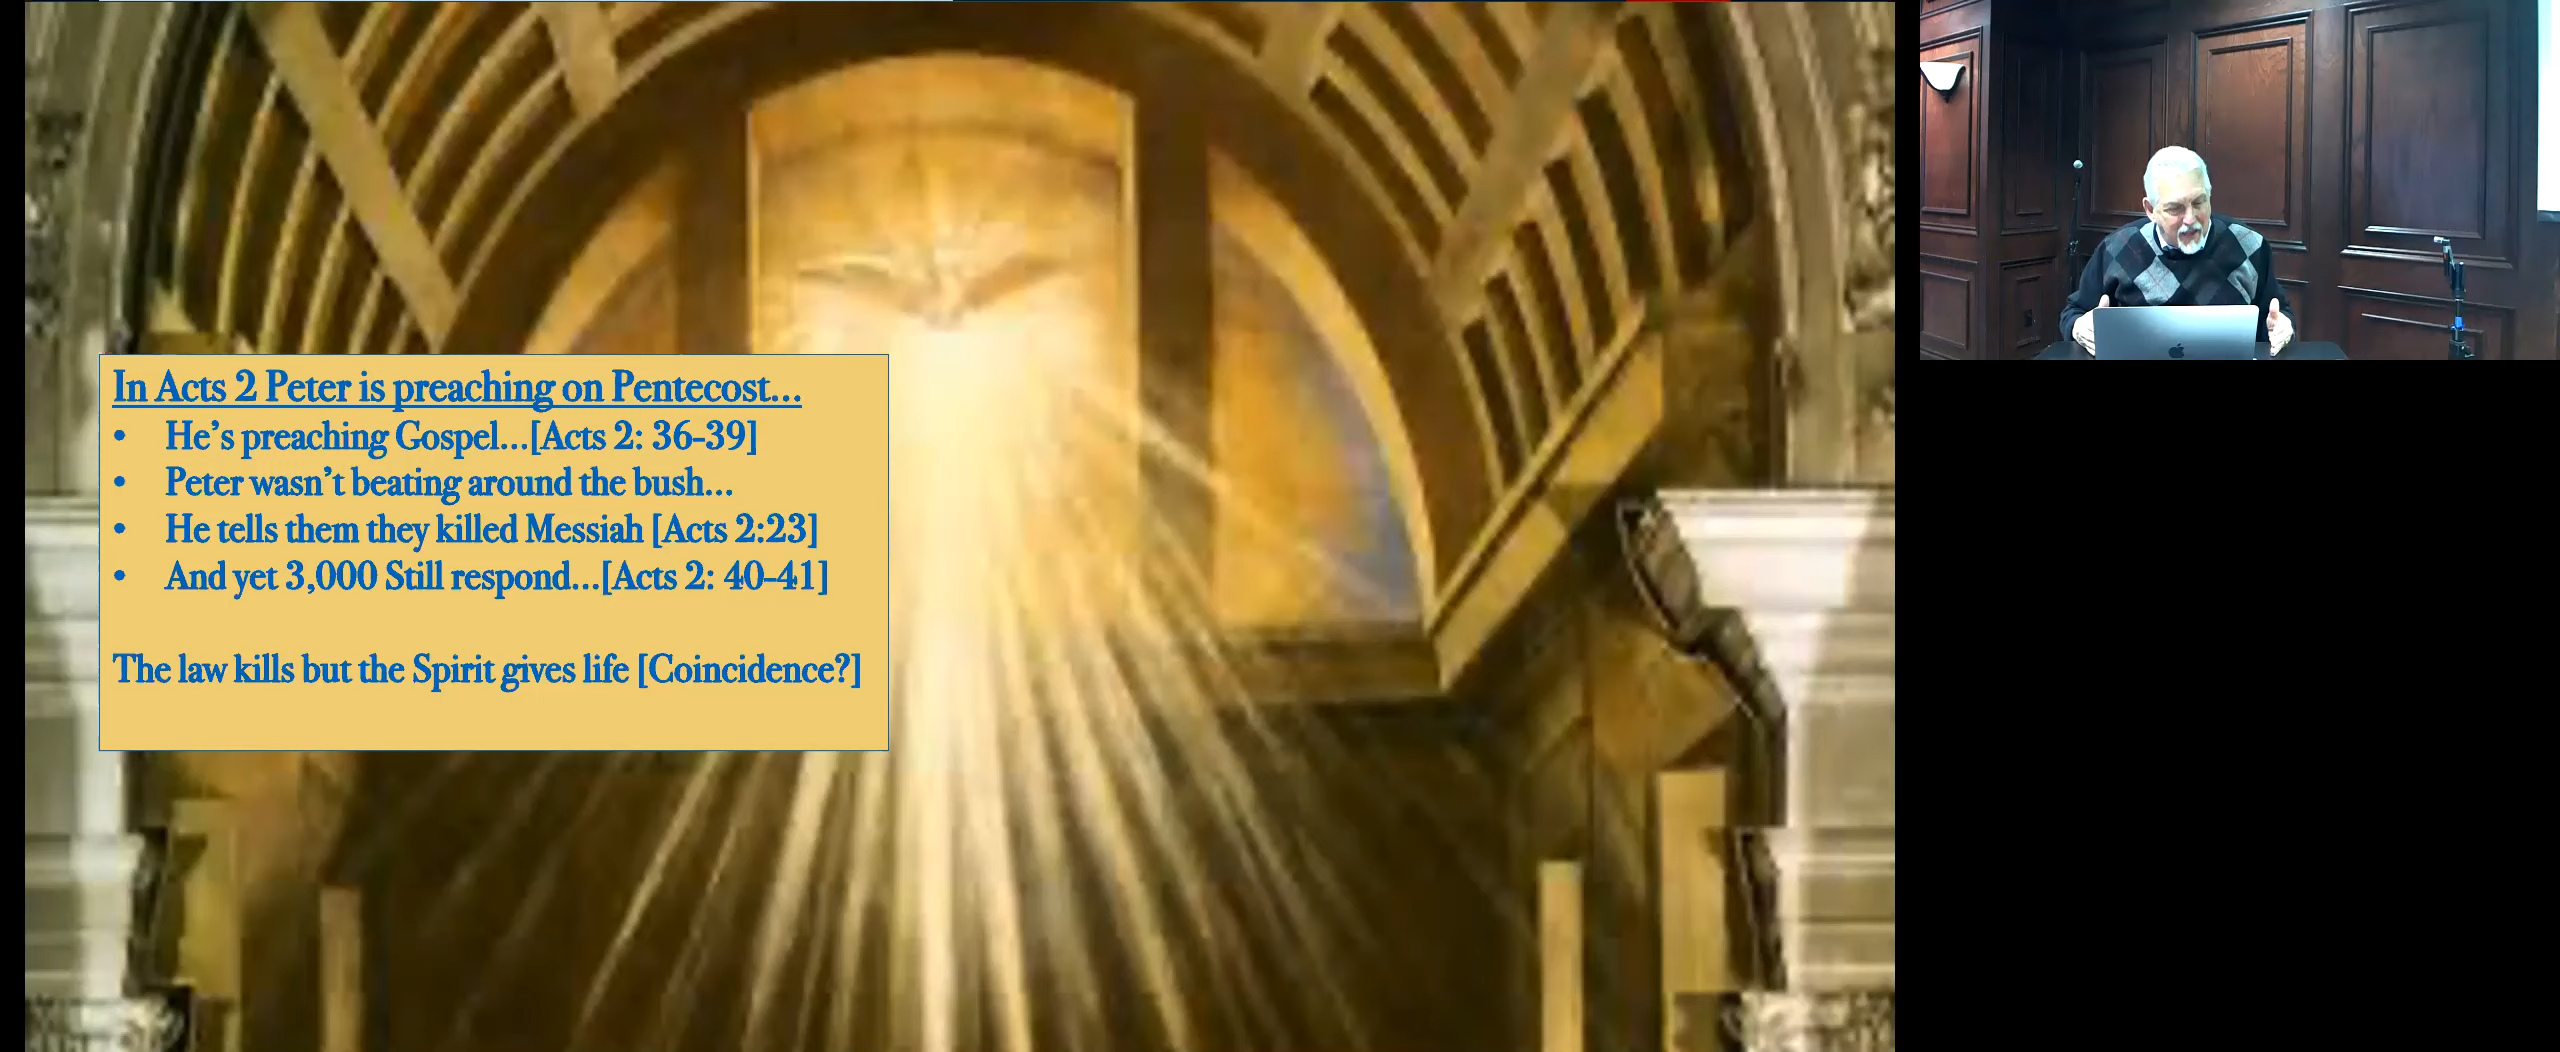 In Acts 2 Peter is preaching on Pentecost...
• He's preaching Gospel...[Acts 2: 36-39]
• Peter wasn't beating around the bush...
• He tells them they killed Messiah [Acts 2:23]
• And yet 3,000 Still respond...[Acts 2: 40-41]
The law kills but the Spirit gives life [Coincidence?]